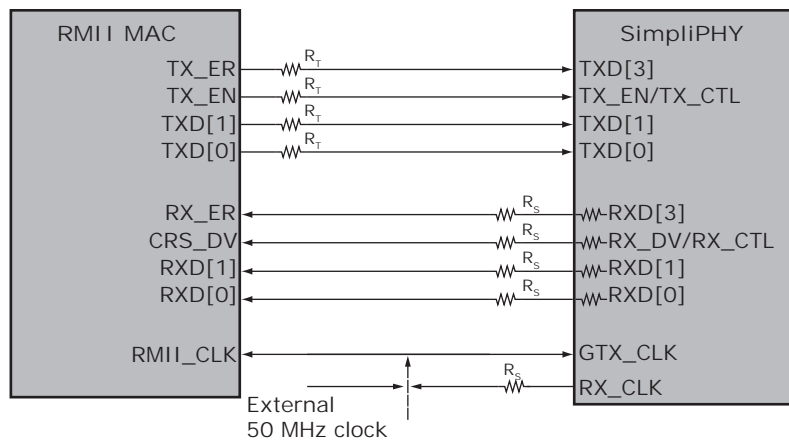 RMII MAC
SimpliPHY
TX_ER
R_T
TXD[3]
TX_EN
R_T
TX_EN/TX_CTL
TXD[1]
R_T
TXD[1]
TXD[0]
R_T
TXD[0]
RX_ER
R_S
RXD[3]
CRS_DV
R_S
RX_DV/RX_CTL
RXD[1]
R_S
RXD[1]
RXD[0]
R_S
RXD[0]
RMII_CLK
GTX_CLK
R_S
RX_CLK
External
50 MHz clock